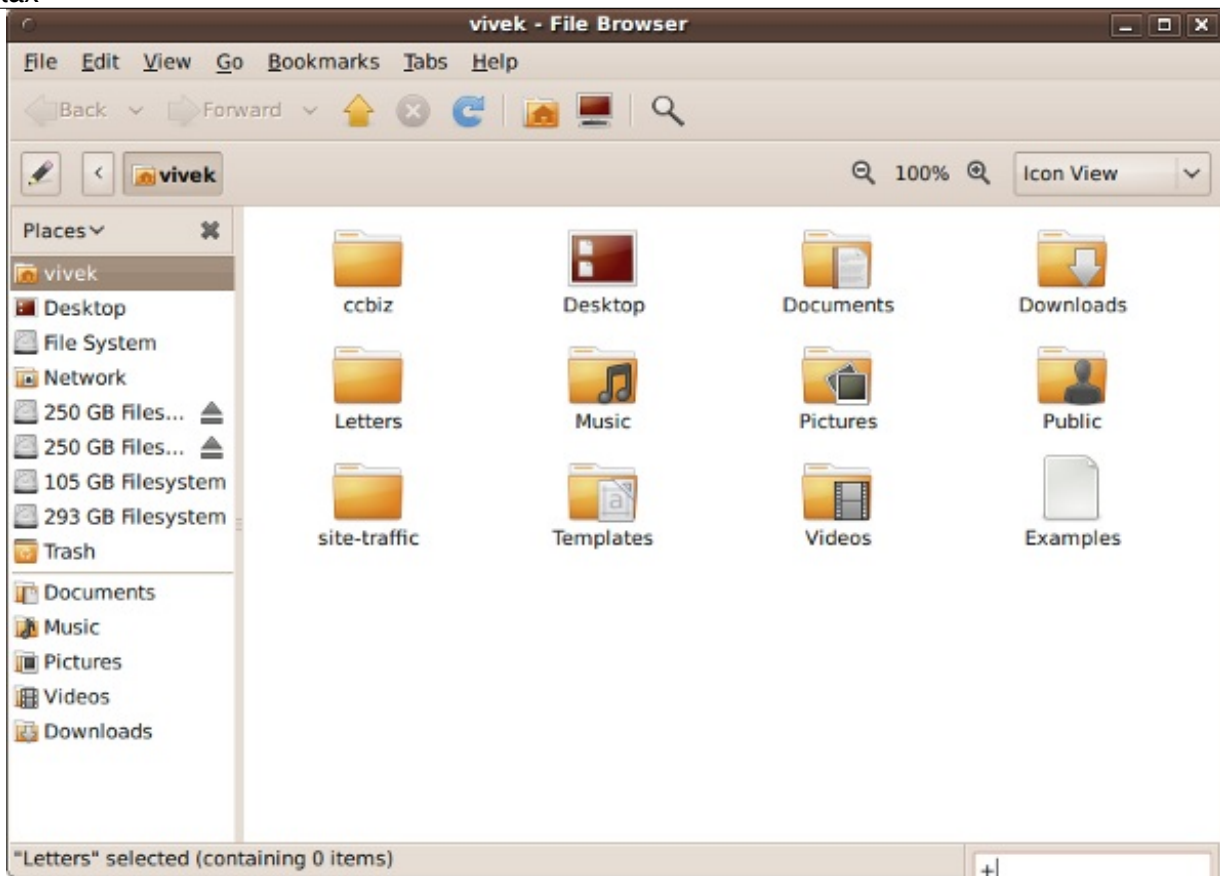 tax
vivek - File Browser
File Edit View Go Bookmarks Tabs Help
Back Forward
vivek 100% Icon View
Places
vivek
Desktop
File System
Network
250 GB Files...
250 GB Files...
105 GB Filesystem
293 GB Filesystem
Trash
Documents
Music
Pictures
Videos
Downloads
ccbiz Desktop Documents Downloads
Letters Music Pictures Public
site-traffic Templates Videos Examples
"Letters" selected (containing 0 items)
+